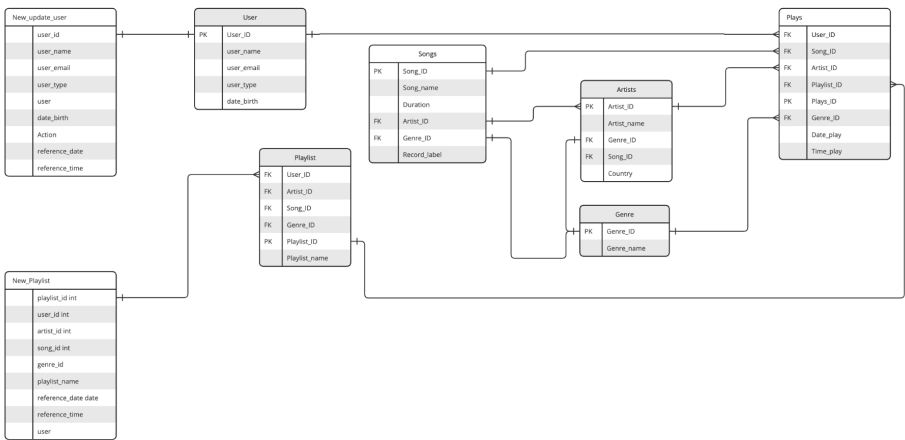 New_update_user
user_id
user_name
user_email
user_type
user
date_birth
Action
reference_date
reference_time
User
PK User_ID
user_name
user_email
user_type
date_birth
Songs
PK Song_ID
Song_name
Duration
FK Artist_ID
FK Genre_ID
Record_label
Artists
PK Artist_ID
Artist_name
FK Genre_ID
FK Song_ID
Country
Plays
FK User_ID
FK Song_ID
FK Artist_ID
FK Playlist_ID
PK Plays_ID
FK Genre_ID
Date_play
Time_play
Playlist
FK User_ID
FK Artist_ID
FK Song_ID
FK Genre_ID
PK Playlist_ID
Playlist_name
Genre
PK Genre_ID
Genre_name
New_Playlist
playlist_id int
user_id int
artist_id int
song_id int
genre_id
playlist_name
reference_date date
reference_time
user